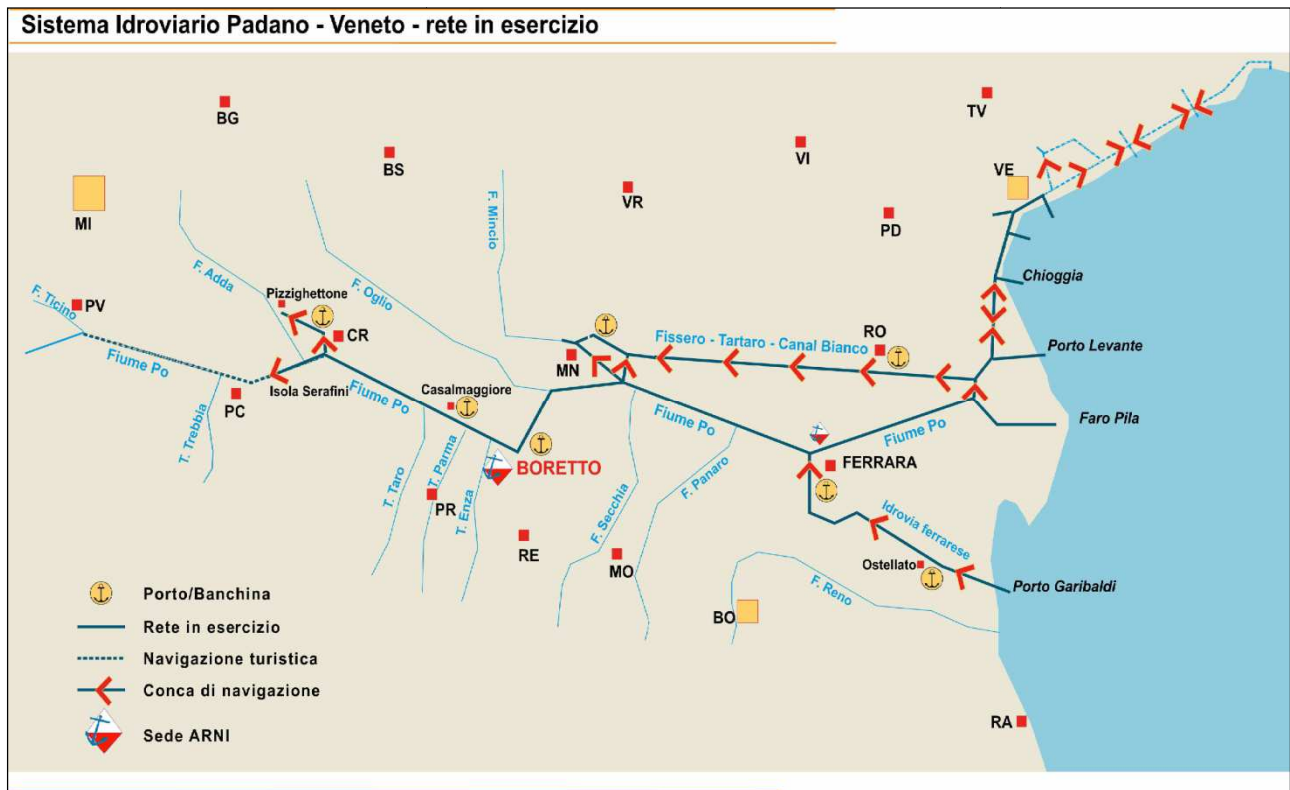 Sistema Idroviario Padano - Veneto - rete in esercizio
BG
TV
BS
VI
VE
MI
VR
F. Mincio
PD
F. Adda
F. Oglio
Chioggia
F. Ticino
PV
Pizzighettone
CR
Fissero - Tartaro - Canal Bianco
RO
Porto Levante
Fiume Po
MN
Isola Serafini
PC
Fiume Po
Casalmaggiore
Fiume Po
Fiume Po
Faro Pila
T. Trebbia
BORETTO
FERRARA
T. Taro
T. Parma
PR
T. Enza
F. Secchia
F. Panaro
Idrovia ferrarese
RE
MO
Ostellato
Porto Garibaldi
F. Reno
BO
Porto/Banchina
Rete in esercizio
Navigazione turistica
Conca di navigazione
Sede ARNI
RA